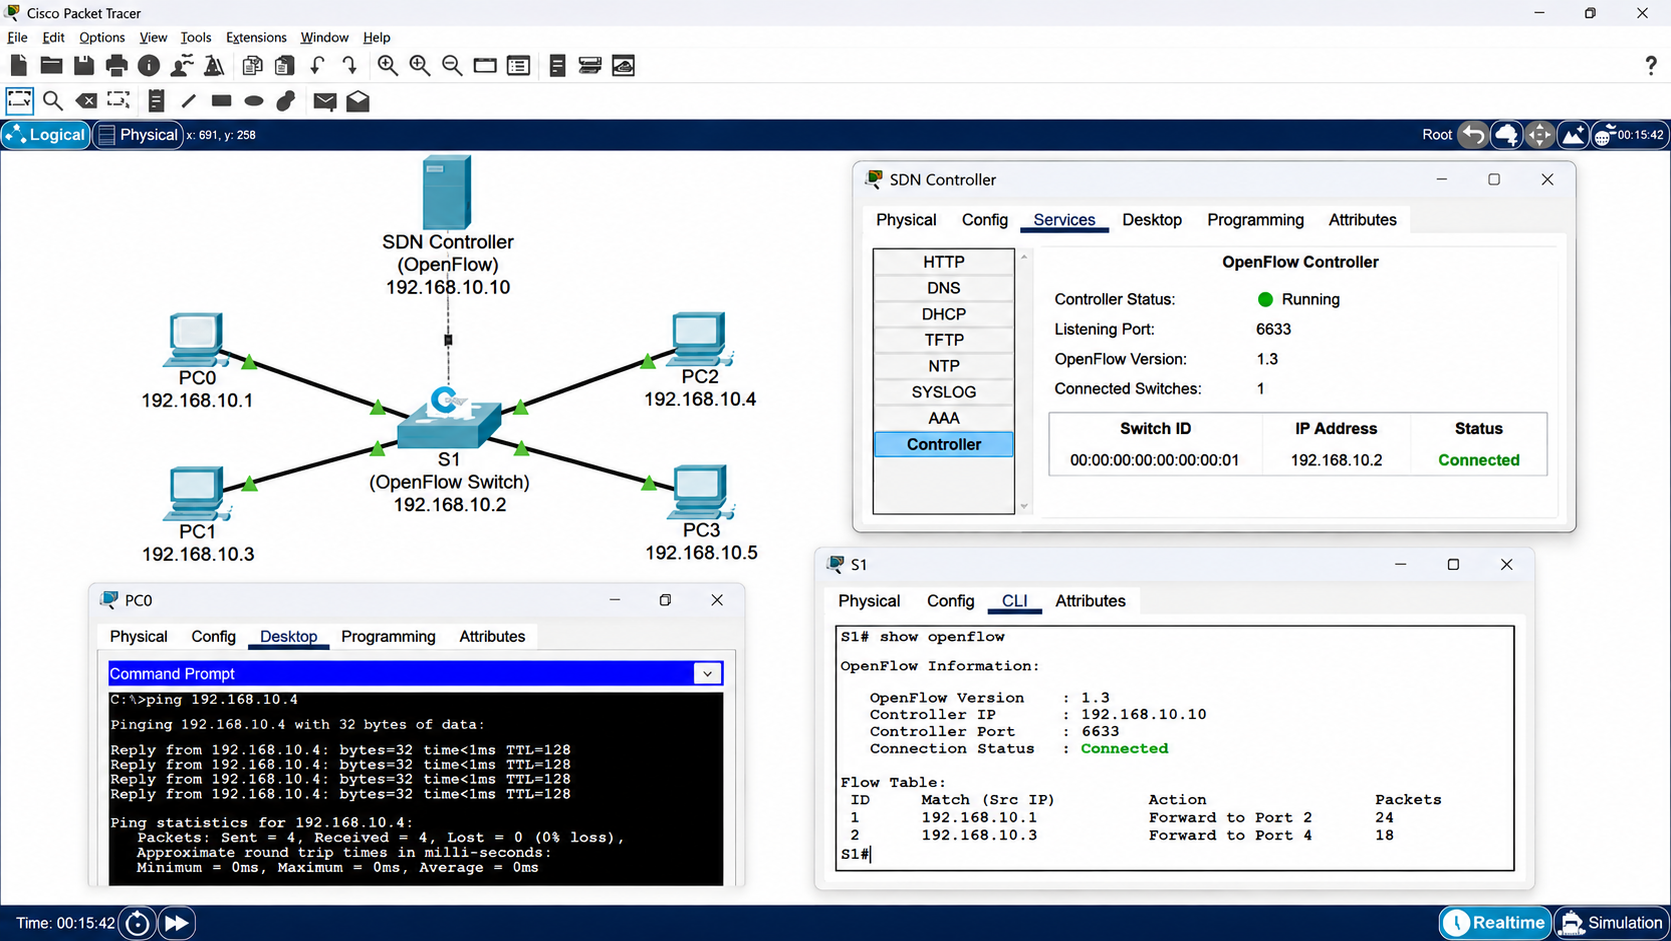 Cisco Packet Tracer
File Edit Options View Tools Extensions Window Help
?
Logical Physical x: 691, y: 258 Root 00:15:42
SDN Controller
(OpenFlow)
192.168.10.10
PC0
192.168.10.1
PC2
192.168.10.4
S1
(OpenFlow Switch)
192.168.10.2
PC1
192.168.10.3
PC3
192.168.10.5
SDN Controller
Physical Config Services Desktop Programming Attributes
HTTP
DNS
DHCP
TFTP
NTP
SYSLOG
AAA
Controller
OpenFlow Controller
Controller Status: Running
Listening Port: 6633
OpenFlow Version: 1.3
Connected Switches: 1
Switch ID IP Address Status
00:00:00:00:00:00:00:01 192.168.10.2 Connected
PC0
Physical Config Desktop Programming Attributes
Command Prompt
C:\>ping 192.168.10.4
Pinging 192.168.10.4 with 32 bytes of data:
Reply from 192.168.10.4: bytes=32 time<1ms TTL=128
Reply from 192.168.10.4: bytes=32 time<1ms TTL=128
Reply from 192.168.10.4: bytes=32 time<1ms TTL=128
Reply from 192.168.10.4: bytes=32 time<1ms TTL=128
Ping statistics for 192.168.10.4:
Packets: Sent = 4, Received = 4, Lost = 0 (0% loss),
Approximate round trip times in milli-seconds:
Minimum = 0ms, Maximum = 0ms, Average = 0ms
S1
Physical Config CLI Attributes
S1# show openflow
OpenFlow Information:
OpenFlow Version : 1.3
Controller IP : 192.168.10.10
Controller Port : 6633
Connection Status : Connected
Flow Table:
ID Match (Src IP) Action Packets
1 192.168.10.1 Forward to Port 2 24
2 192.168.10.3 Forward to Port 4 18
S1#
Time: 00:15:42 Realtime Simulation